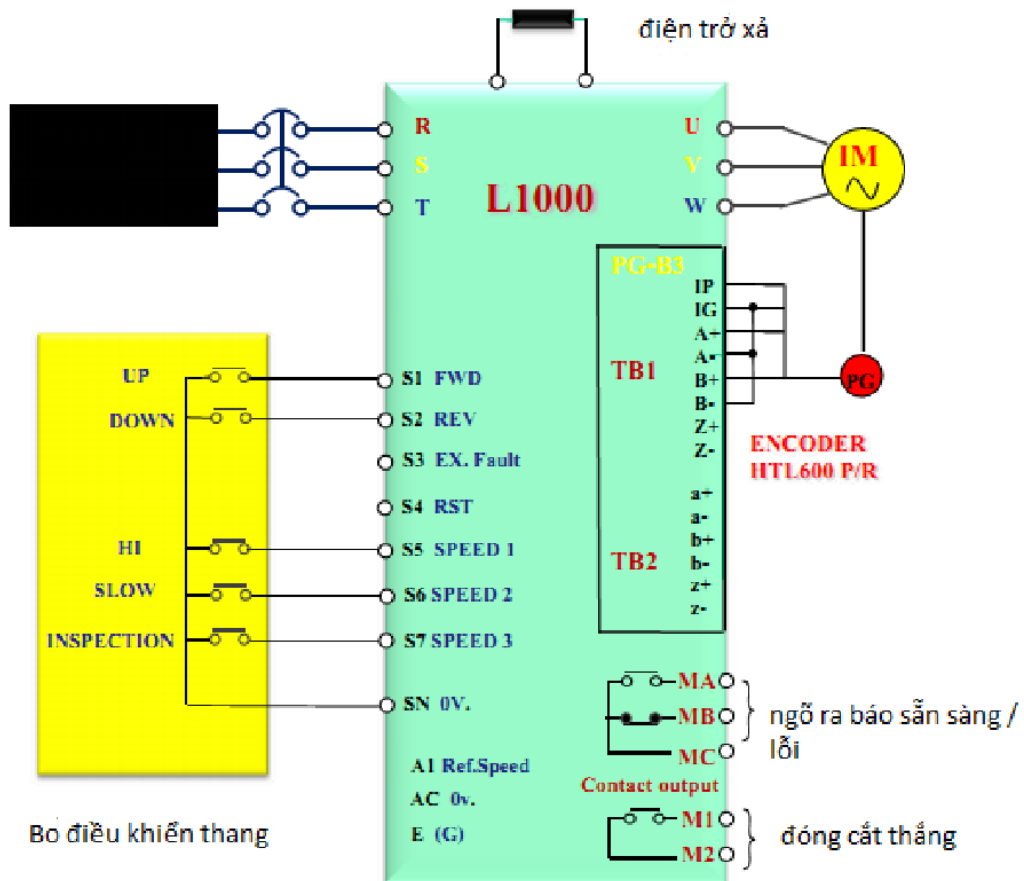 điện trở xả
R
S
T
L1000
U
V
W
IM
PG-B3
IP
IG
A+
A-
B+
B-
Z+
Z-
TB1
PG
ENCODER
HTL600 P/R
a+
a-
b+
b-
z+
z-
TB2
UP
DOWN
HI
SLOW
INSPECTION
S1 FWD
S2 REV
S3 EX. Fault
S4 RST
S5 SPEED 1
S6 SPEED 2
S7 SPEED 3
SN 0V.
A1 Ref.Speed
AC 0v.
E (G)
MA
MB
MC
ngõ ra báo sẵn sàng /
lỗi
Contact output
M1
M2
đóng cắt thắng
Bo điều khiển thang